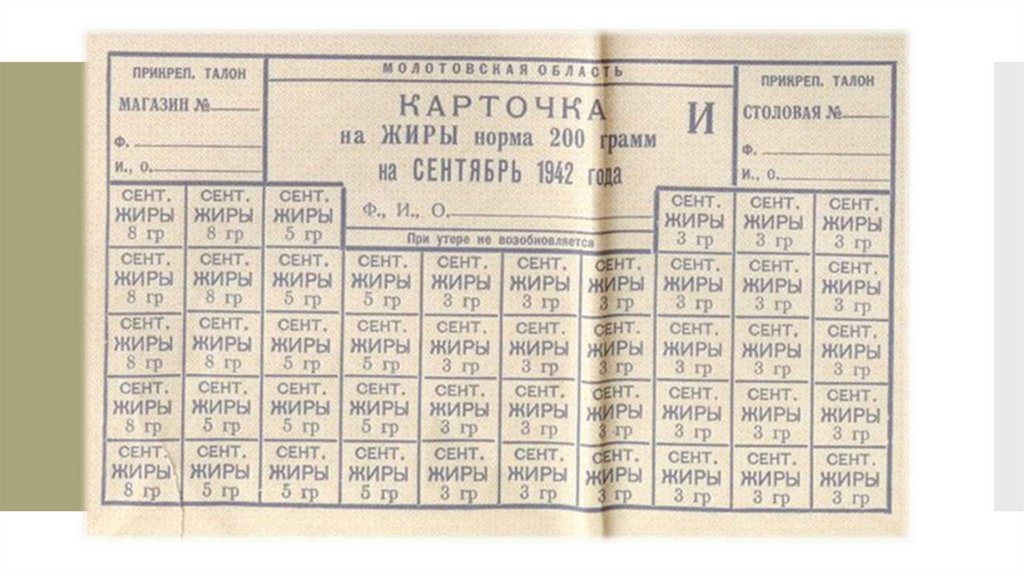 МОЛОТОВСКАЯ ОБЛАСТЬ
ПРИКРЕП. ТАЛОН
МАГАЗИН №
Ф.
И., О.
КАРТОЧКА И
на ЖИРЫ норма 200 грамм
на СЕНТЯБРЬ 1942 года
Ф., И., О.
При утере не возобновляется
ПРИКРЕП. ТАЛОН
СТОЛОВАЯ №
Ф.
И., О.
СЕНТ. СЕНТ. СЕНТ. СЕНТ. СЕНТ. СЕНТ.
ЖИРЫ ЖИРЫ ЖИРЫ ЖИРЫ ЖИРЫ ЖИРЫ
8 гр 8 гр 5 гр 3 гр 3 гр 3 гр
СЕНТ. СЕНТ. СЕНТ. СЕНТ. СЕНТ. СЕНТ. СЕНТ. СЕНТ. СЕНТ. СЕНТ.
ЖИРЫ ЖИРЫ ЖИРЫ ЖИРЫ ЖИРЫ ЖИРЫ ЖИРЫ ЖИРЫ ЖИРЫ ЖИРЫ
8 гр 8 гр 5 гр 5 гр 3 гр 3 гр 3 гр 3 гр 3 гр 3 гр
СЕНТ. СЕНТ. СЕНТ. СЕНТ. СЕНТ. СЕНТ. СЕНТ. СЕНТ. СЕНТ. СЕНТ.
ЖИРЫ ЖИРЫ ЖИРЫ ЖИРЫ ЖИРЫ ЖИРЫ ЖИРЫ ЖИРЫ ЖИРЫ ЖИРЫ
8 гр 8 гр 5 гр 5 гр 3 гр 3 гр 3 гр 3 гр 3 гр 3 гр
СЕНТ. СЕНТ. СЕНТ. СЕНТ. СЕНТ. СЕНТ. СЕНТ. СЕНТ. СЕНТ. СЕНТ.
ЖИРЫ ЖИРЫ ЖИРЫ ЖИРЫ ЖИРЫ ЖИРЫ ЖИРЫ ЖИРЫ ЖИРЫ ЖИРЫ
8 гр 5 гр 5 гр 5 гр 3 гр 3 гр 3 гр 3 гр 3 гр 3 гр
СЕНТ. СЕНТ. СЕНТ. СЕНТ. СЕНТ. СЕНТ. СЕНТ. СЕНТ. СЕНТ. СЕНТ.
ЖИРЫ ЖИРЫ ЖИРЫ ЖИРЫ ЖИРЫ ЖИРЫ ЖИРЫ ЖИРЫ ЖИРЫ ЖИРЫ
8 гр 5 гр 5 гр 5 гр 3 гр 3 гр 3 гр 3 гр 3 гр 3 гр